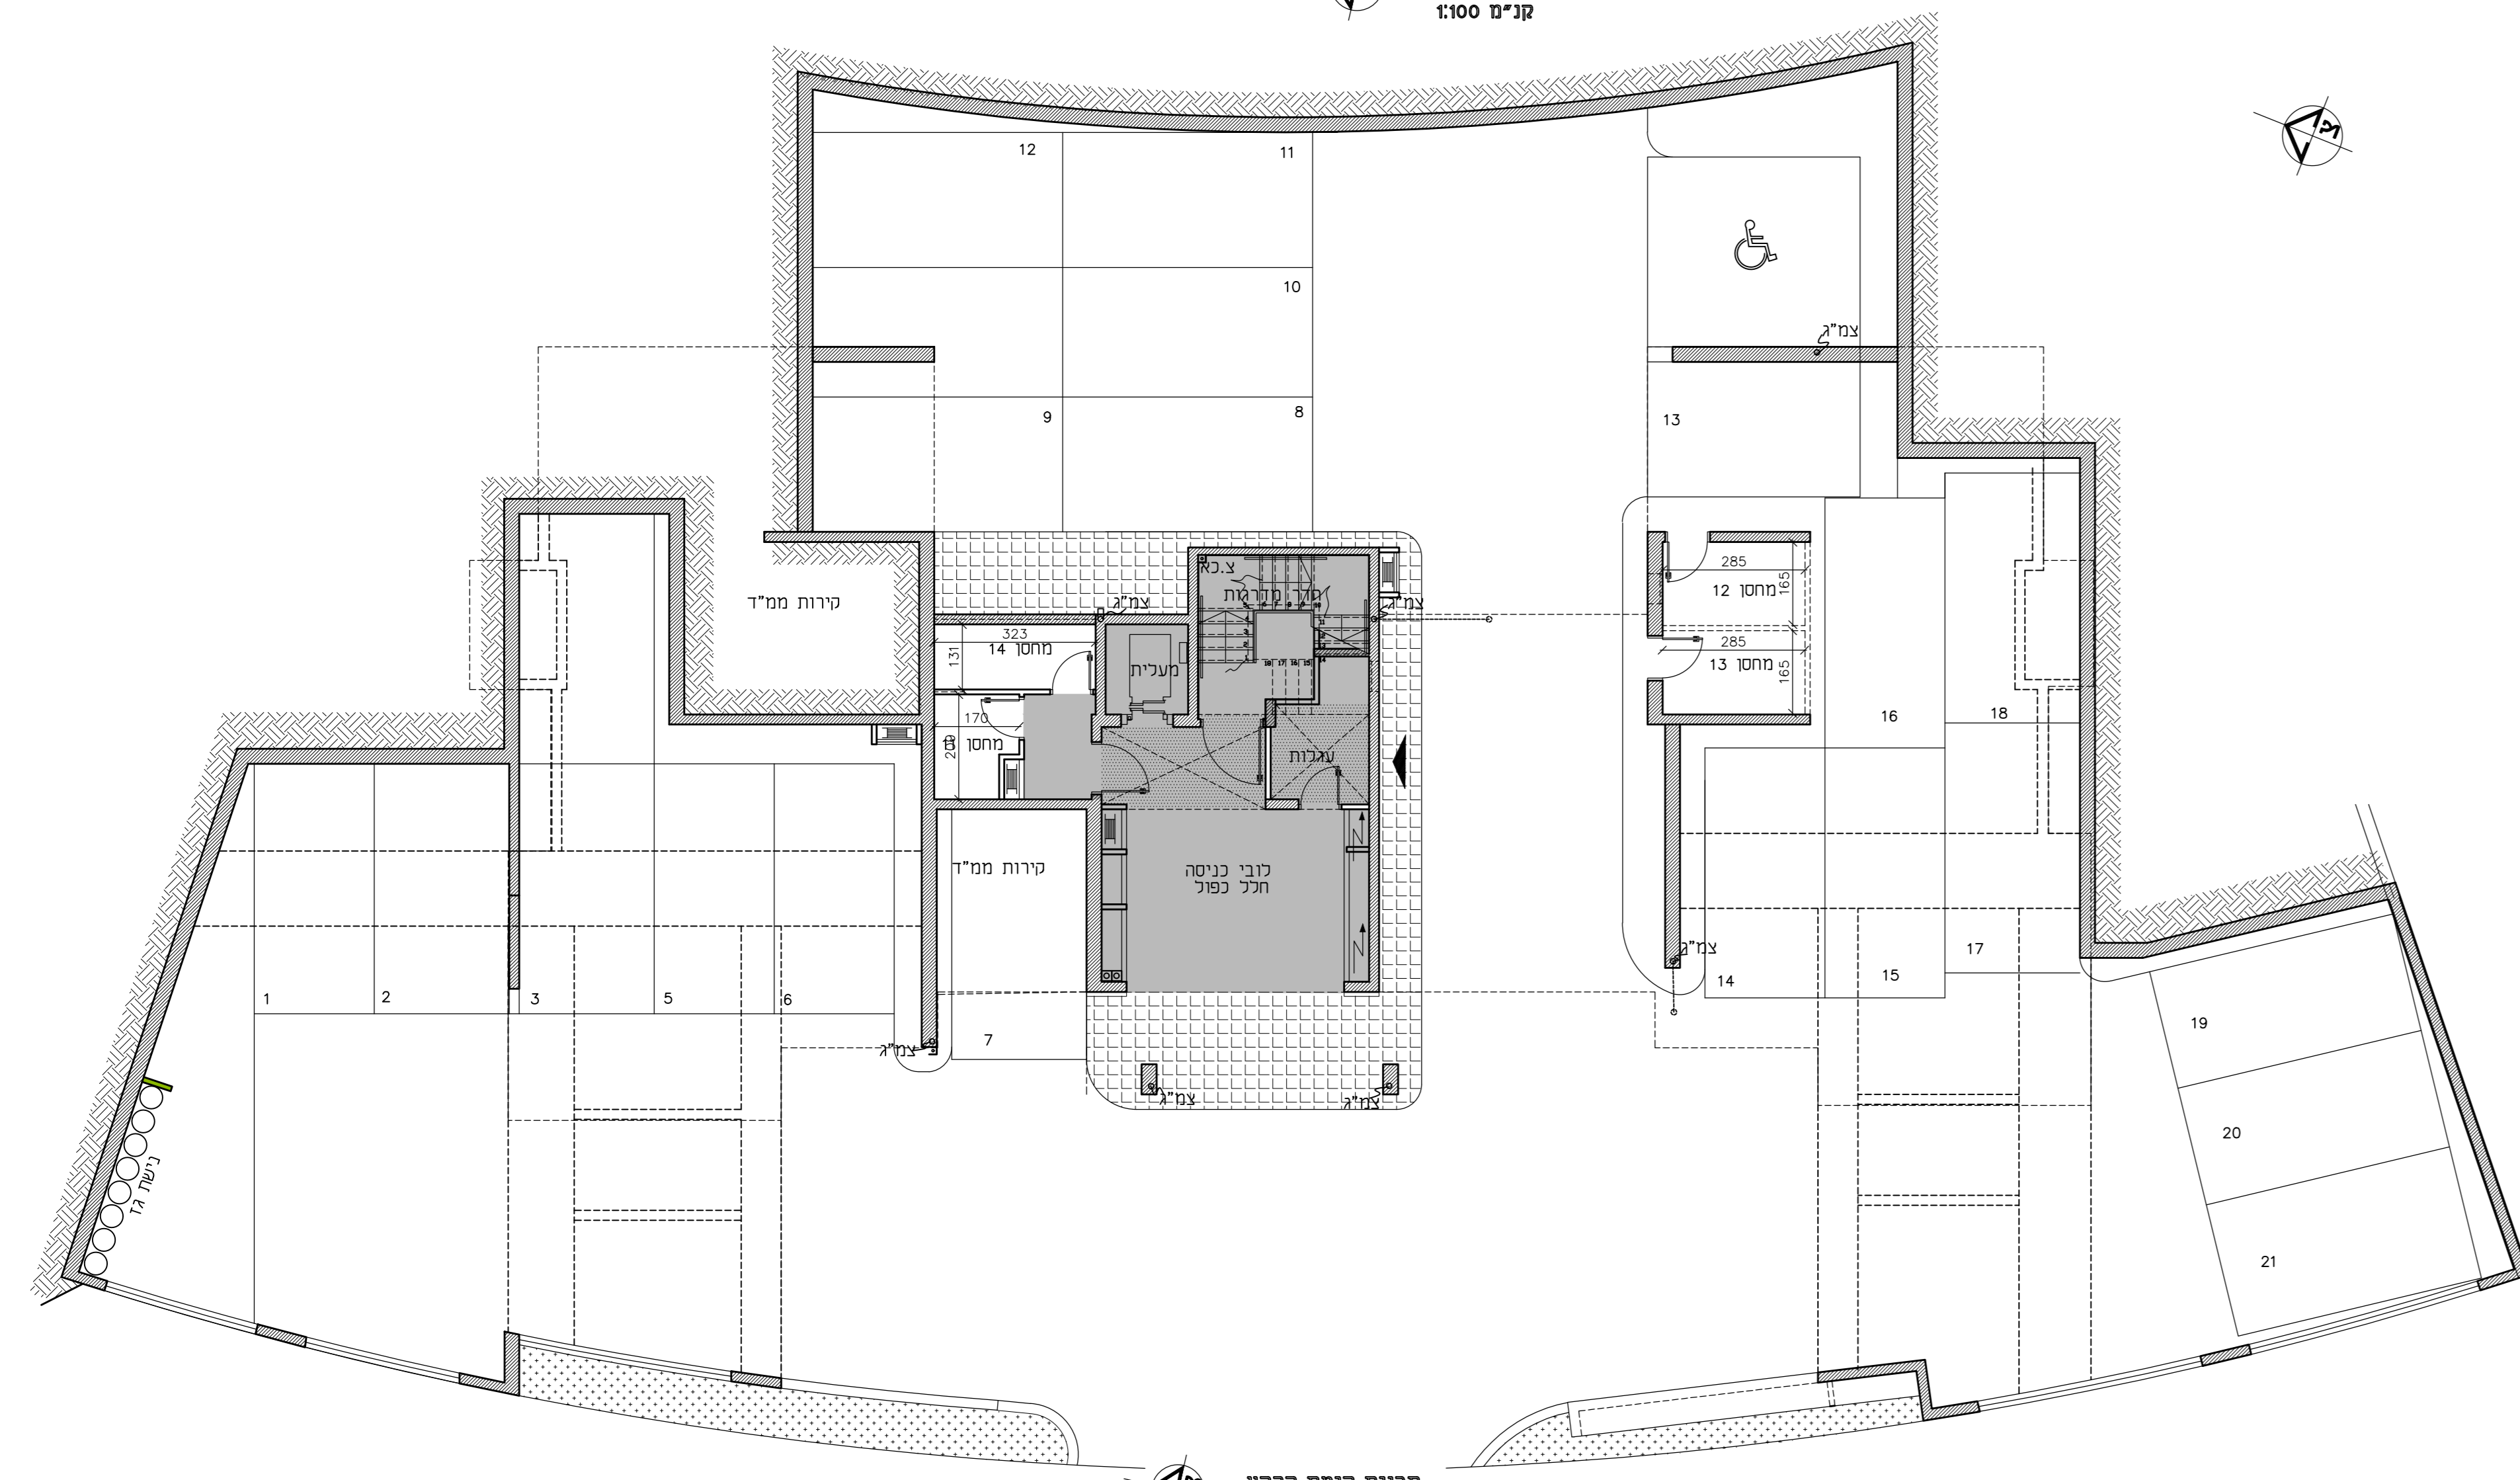 קנ"מ 1:100
12
11
10
צמ"ג
9
8
13
צ.כא
חדר מדרגות
285
165
מחסן 12
קירות ממ"ד
צמ"ג
צמ"ג
323
131
מחסן 14
מעלית
285
165
מחסן 13
170
מחסן
עגלות
16
18
קירות ממ"ד
לובי כניסה
חלל כפול
צמ"ג
17
14
15
1
2
3
5
6
7
צמ"ג
צמ"ג
צמ"ג
19
20
21
נישת גז